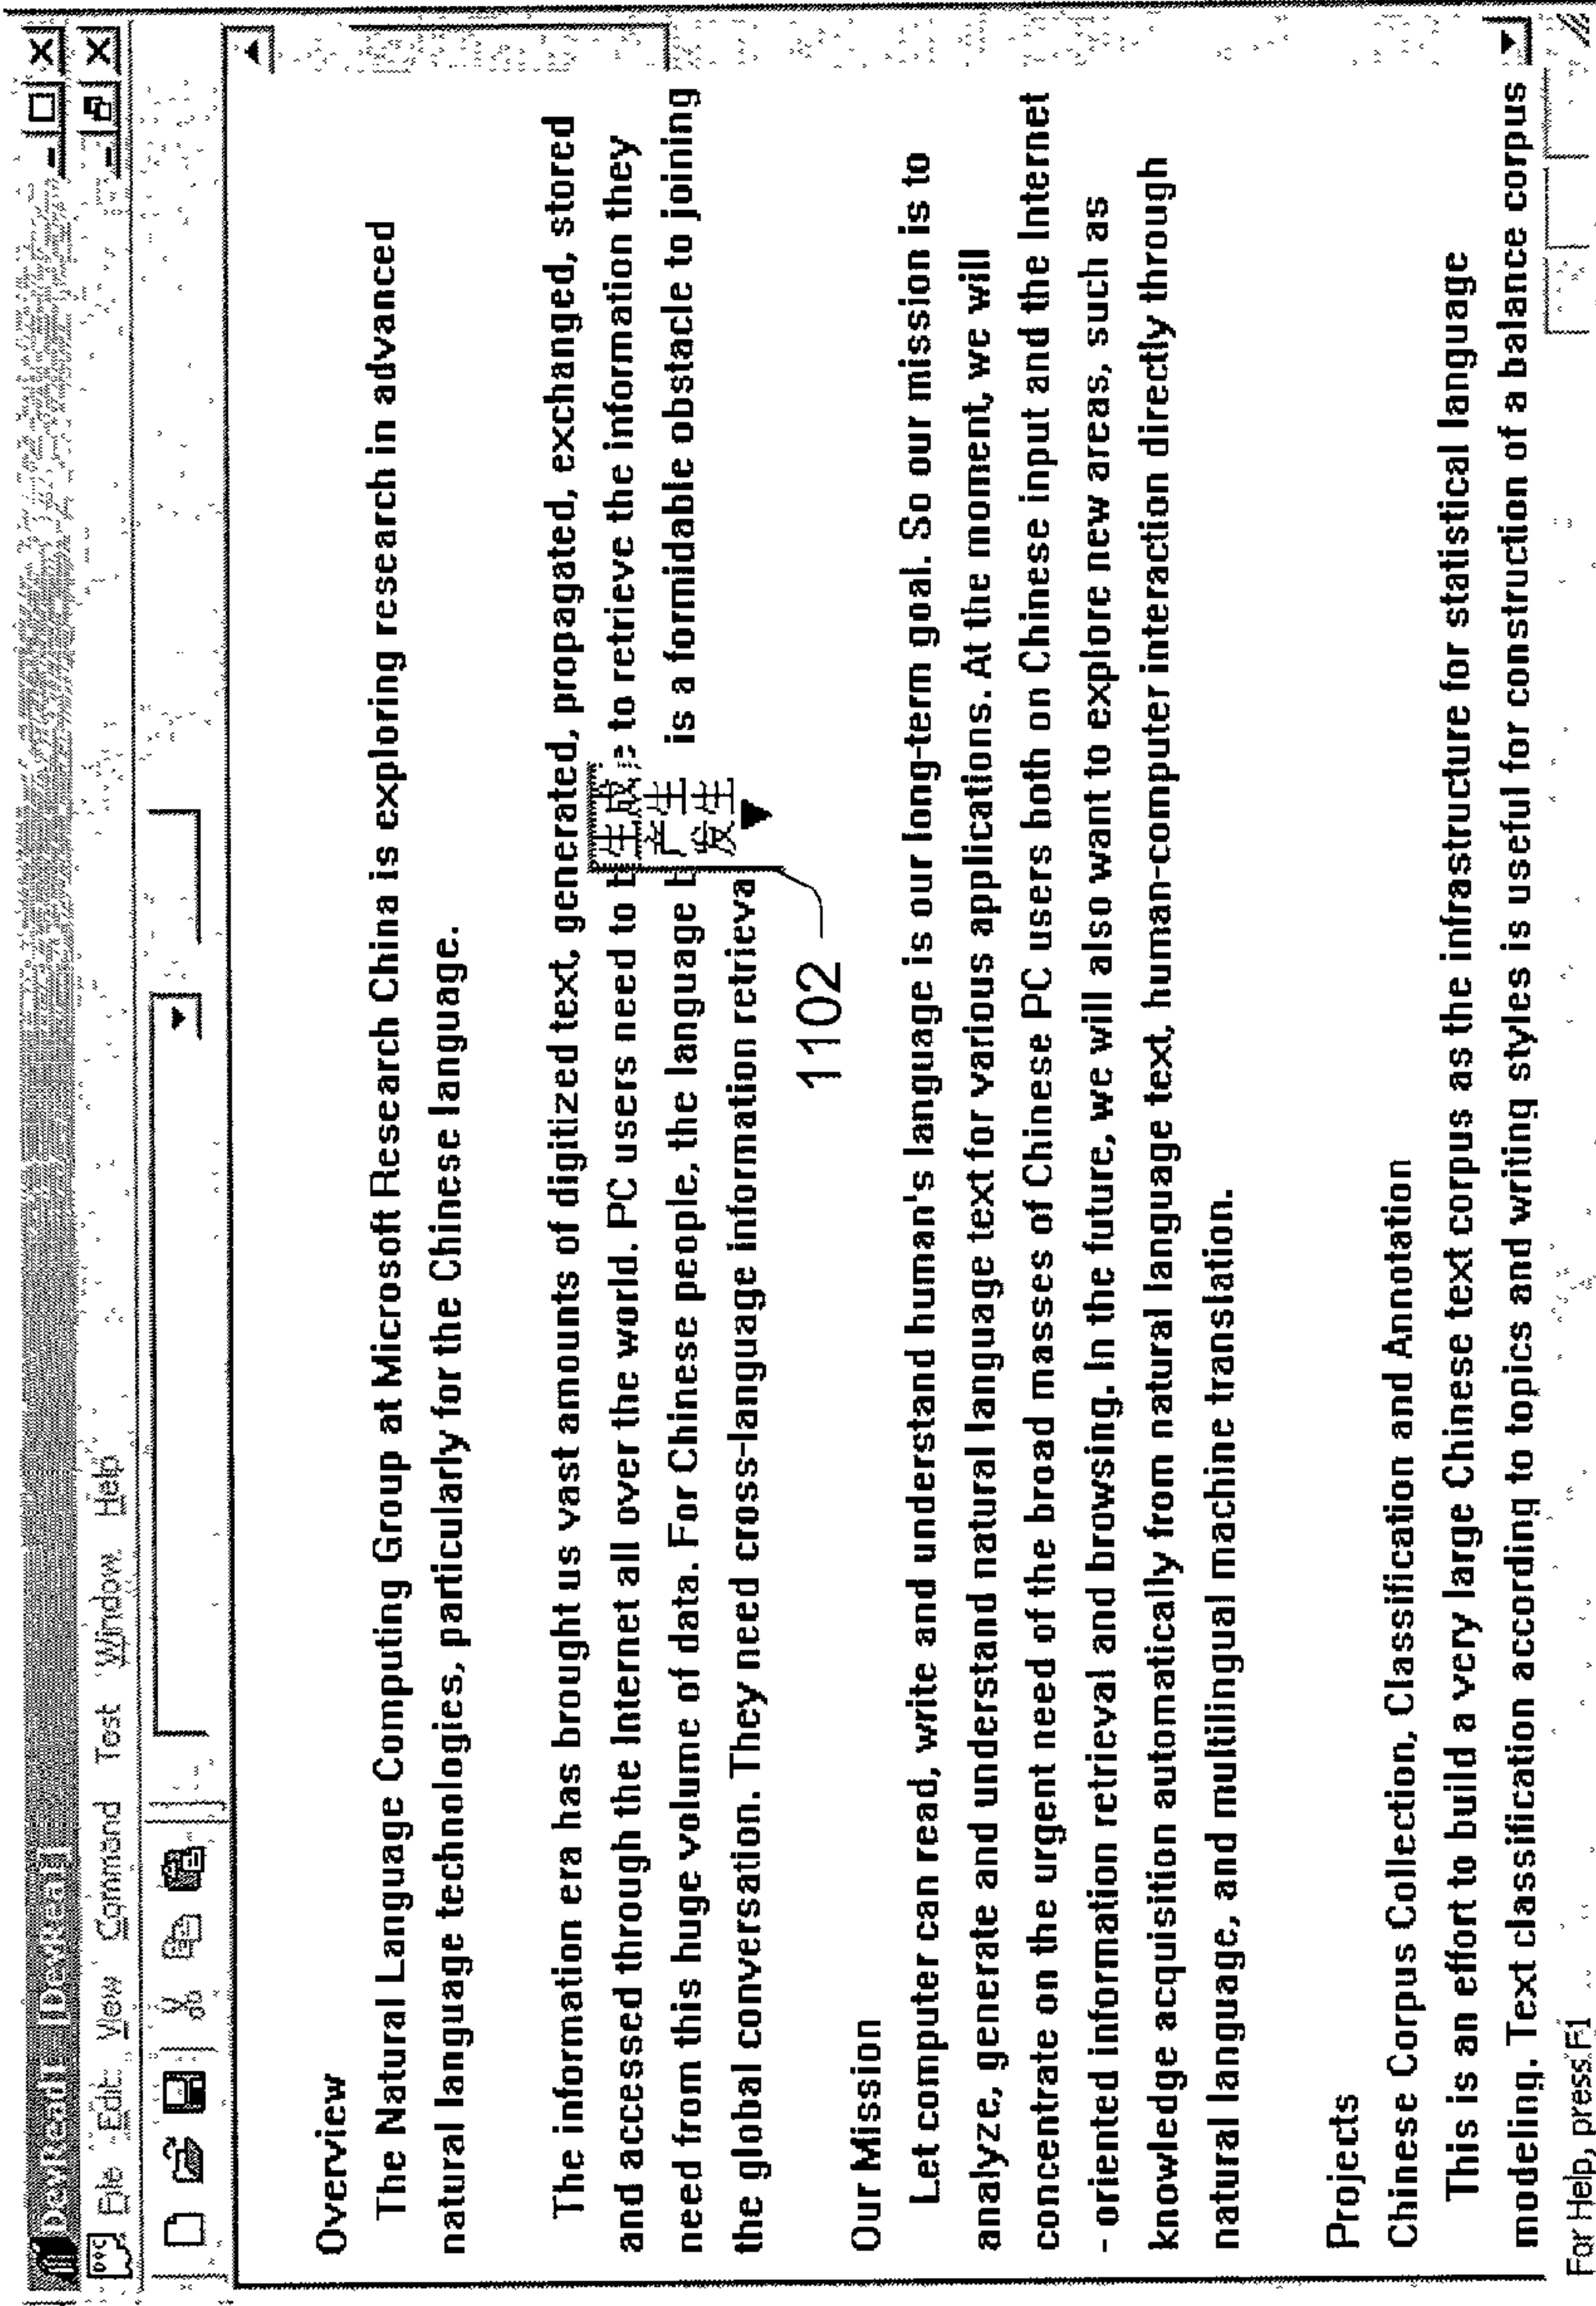 DewReall [DewRea1]
File Edit View Command Test Window Help
Overview
The Natural Language Computing Group at Microsoft Research China is exploring research in advanced
natural language technologies, particularly for the Chinese language.
The information era has brought us vast amounts of digitized text, generated, propagated, exchanged, stored
and accessed through the Internet all over the world. PC users need to to retrieve the information they
need from this huge volume of data. For Chinese people, the language is a formidable obstacle to joining
the global conversation. They need cross-language information retrieva
生成
产生
发生
1102
Our Mission
Let computer can read, write and understand human's language is our long-term goal. So our mission is to
analyze, generate and understand natural language text for various applications. At the moment, we will
concentrate on the urgent need of the broad masses of Chinese PC users both on Chinese input and the Internet
- oriented information retrieval and browsing. In the future, we will also want to explore new areas, such as
knowledge acquisition automatically from natural language text, human-computer interaction directly through
natural language, and multilingual machine translation.
Projects
Chinese Corpus Collection, Classification and Annotation
This is an effort to build a very large Chinese text corpus as the infrastructure for statistical language
modeling. Text classification according to topics and writing styles is useful for construction of a balance corpus
For Help, press F1